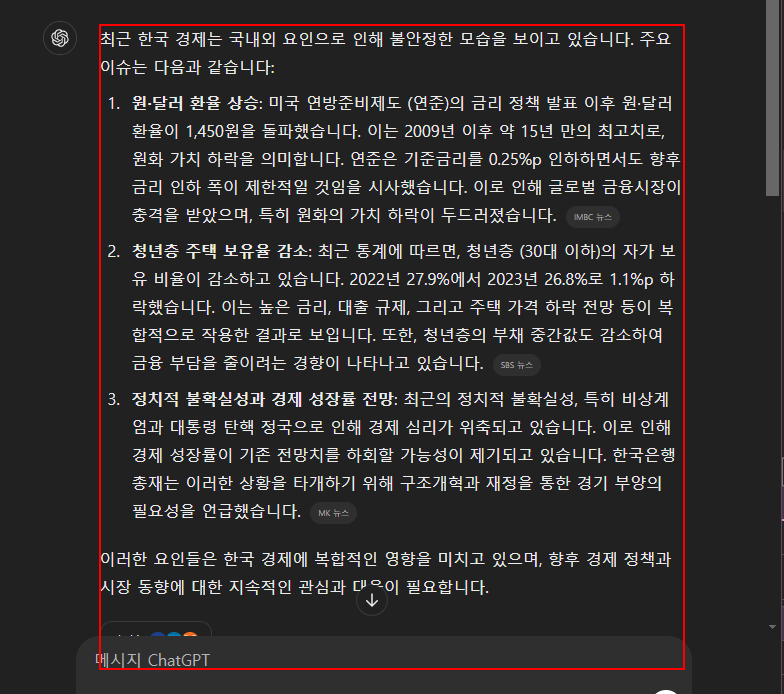 최근 한국 경제는 국내외 요인으로 인해 불안정한 모습을 보이고 있습니다. 주요
이슈는 다음과 같습니다:
1. 원·달러 환율 상승: 미국 연방준비제도 (연준)의 금리 정책 발표 이후 원·달러
환율이 1,450원을 돌파했습니다. 이는 2009년 이후 약 15년 만의 최고치로,
원화 가치 하락을 의미합니다. 연준은 기준금리를 0.25%p 인하하면서도 향후
금리 인하 폭이 제한적일 것임을 시사했습니다. 이로 인해 글로벌 금융시장이
충격을 받았으며, 특히 원화의 가치 하락이 두드러졌습니다. IMBC 뉴스
2. 청년층 주택 보유율 감소: 최근 통계에 따르면, 청년층 (30대 이하)의 자가 보
유 비율이 감소하고 있습니다. 2022년 27.9%에서 2023년 26.8%로 1.1%p 하
락했습니다. 이는 높은 금리, 대출 규제, 그리고 주택 가격 하락 전망 등이 복
합적으로 작용한 결과로 보입니다. 또한, 청년층의 부채 중간값도 감소하여
금융 부담을 줄이려는 경향이 나타나고 있습니다. SBS 뉴스
3. 정치적 불확실성과 경제 성장률 전망: 최근의 정치적 불확실성, 특히 비상계
엄과 대통령 탄핵 정국으로 인해 경제 심리가 위축되고 있습니다. 이로 인해
경제 성장률이 기존 전망치를 하회할 가능성이 제기되고 있습니다. 한국은행
총재는 이러한 상황을 타개하기 위해 구조개혁과 재정을 통한 경기 부양의
필요성을 언급했습니다. MK 뉴스
이러한 요인들은 한국 경제에 복합적인 영향을 미치고 있으며, 향후 경제 정책과
시장 동향에 대한 지속적인 관심과 대응이 필요합니다.
메시지 ChatGPT